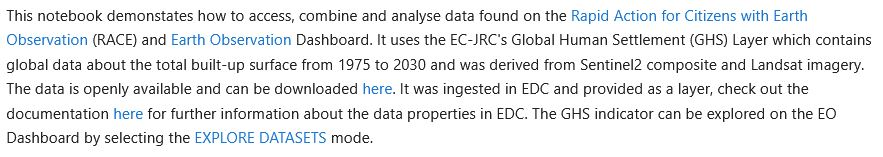 This notebook demonstates how to access, combine and analyse data found on the Rapid Action for Citizens with Earth
Observation (RACE) and Earth Observation Dashboard. It uses the EC-JRC's Global Human Settlement (GHS) Layer which contains
global data about the total built-up surface from 1975 to 2030 and was derived from Sentinel2 composite and Landsat imagery.
The data is openly available and can be downloaded here. It was ingested in EDC and provided as a layer, check out the
documentation here for further information about the data properties in EDC. The GHS indicator can be explored on the EO
Dashboard by selecting the EXPLORE DATASETS mode.